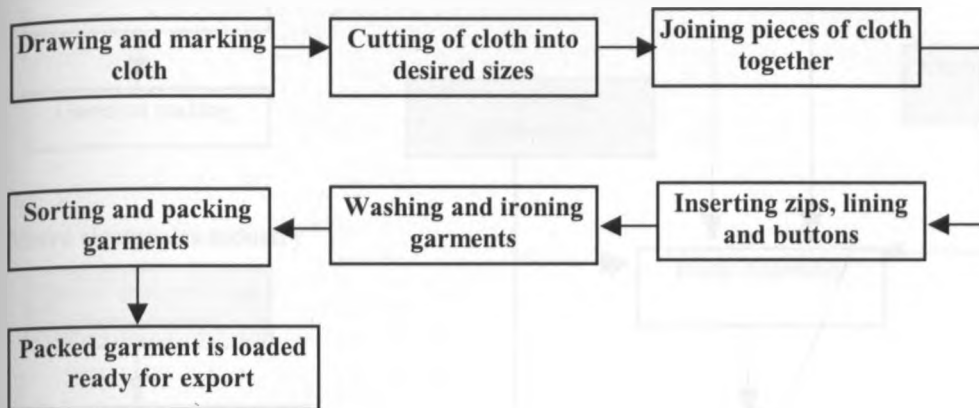 Drawing and marking
cloth
Cutting of cloth into
desired sizes
Joining pieces of cloth
together
Inserting zips, lining
and buttons
Washing and ironing
garments
Sorting and packing
garments
Packed garment is loaded
ready for export